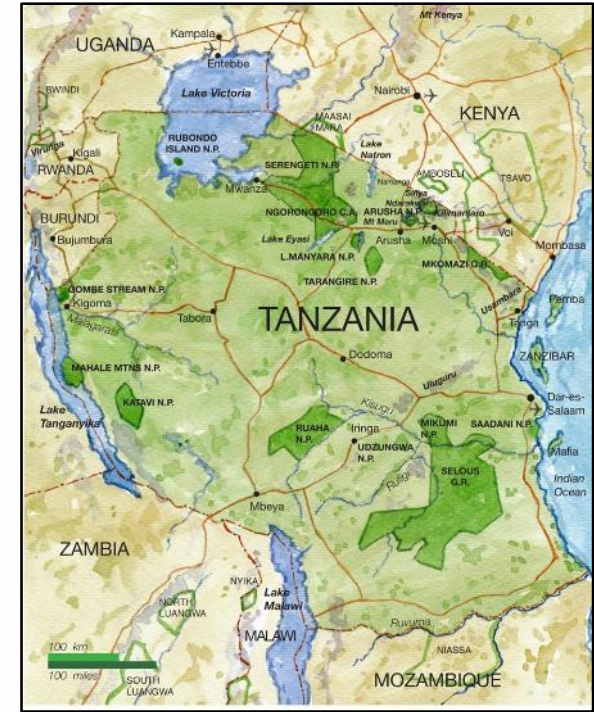 Mt Kenya
Kampala
UGANDA
Entebbe
BWINDI
Lake Victoria
Nairobi
KENYA
MAASAI
MARA
Virunga
Kigali
RWANDA
RUBONDO
ISLAND N.P.
Lake
Natron
SERENGETI N.P.
AMBOSELI
TSAVO
Namanga
Sinya
Ndarakwai
Mwanza
BURUNDI
Bujumbura
NGORONGORO C.A.
ARUSHA N.P.
Kilimanjaro
Mt Meru
Voi
Lake Eyasi
Arusha
Moshi
Mombasa
L.MANYARA N.P.
MKOMAZI G.R.
TARANGIRE N.P.
GOMBE STREAM N.P.
Kigoma
Malagarasi
Tabora
TANZANIA
Usambara
Pemba
Tanga
Dodoma
ZANZIBAR
MAHALE MTNS N.P.
Uluguru
KATAVI N.P.
Kisugu
Dar-es-
Salaam
Lake
Tanganyika
RUAHA
N.P.
Iringa
MIKUMI
N.P.
SAADANI N.P.
UDZUNGWA
N.P.
Mafia
SELOUS
G.R.
Indian
Ocean
Mbeya
ZAMBIA
NYIKA
Lake
Malawi
NORTH
LUANGWA
MALAWI
Ruvuma
NIASSA
100 km
100 miles
SOUTH
LUANGWA
MOZAMBIQUE